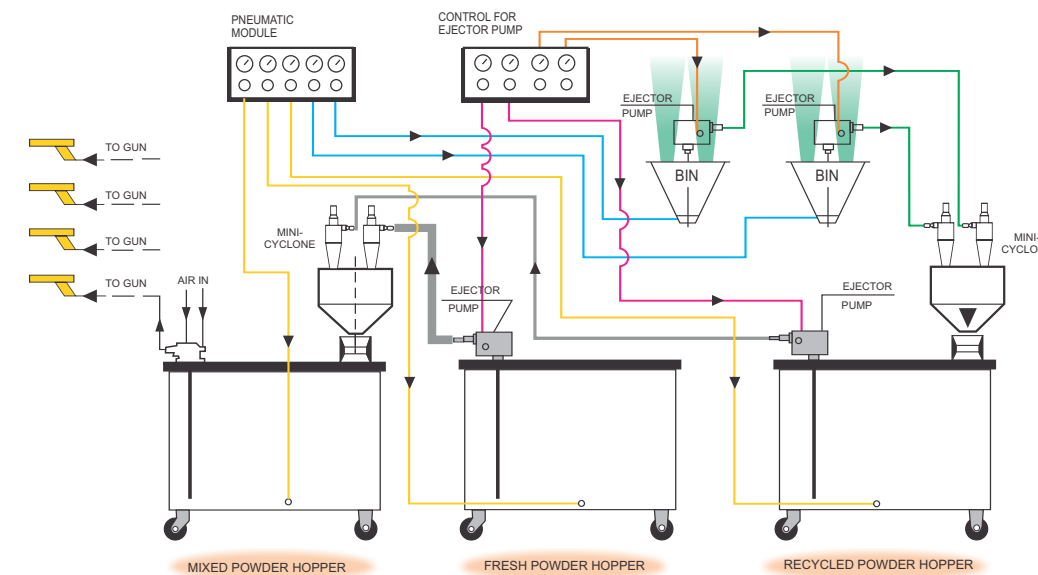 PNEUMATIC
MODULE
CONTROL FOR
EJECTOR PUMP
EJECTOR
PUMP
EJECTOR
PUMP
BIN
BIN
TO GUN
TO GUN
TO GUN
TO GUN
AIR IN
MINI-
CYCLONE
EJECTOR
PUMP
EJECTOR
PUMP
MINI-
CYCLO
MIXED POWDER HOPPER
FRESH POWDER HOPPER
RECYCLED POWDER HOPPER